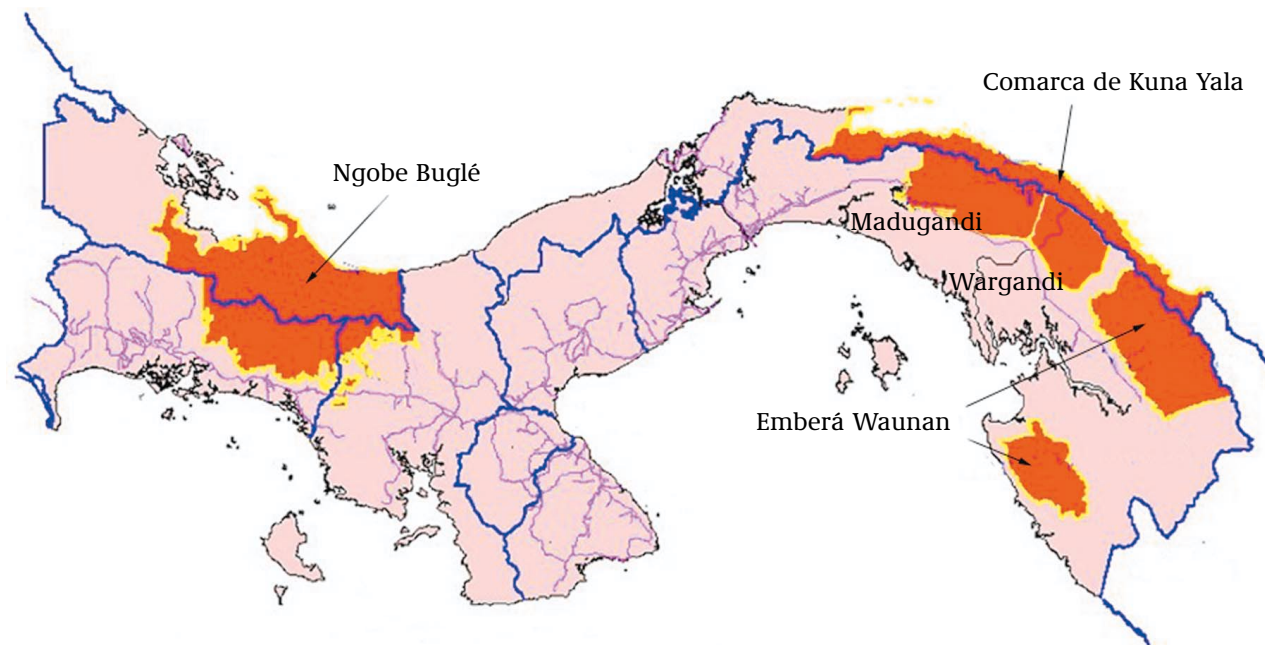 Comarca de Kuna Yala
Ngobe Buglé
Madugandi
Wargandi
Emberá Waunan